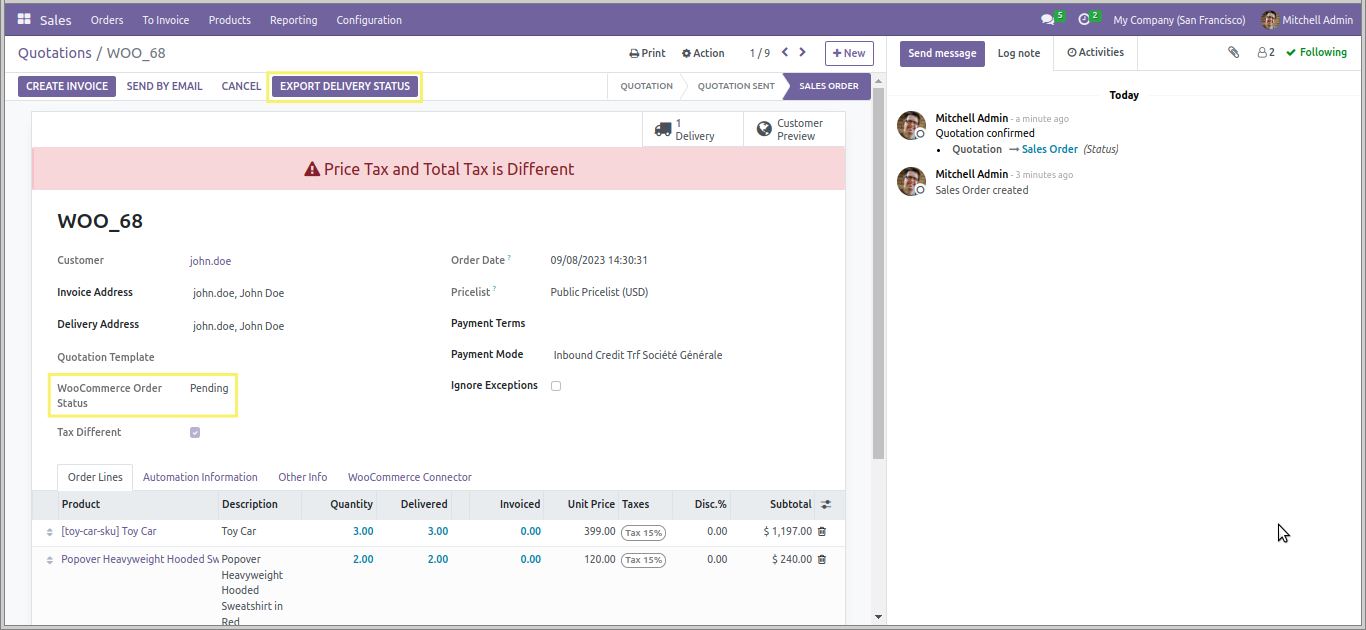 Sales Orders To Invoice Products Reporting Configuration 5 2 My Company (San Francisco) Mitchell Admin
Quotations / WOO_68 Print Action 1 / 9 + New
Send message Log note Activities 2 Following
CREATE INVOICE SEND BY EMAIL CANCEL EXPORT DELIVERY STATUS QUOTATION QUOTATION SENT SALES ORDER
1
Delivery
Customer
Preview
Price Tax and Total Tax is Different
WOO_68
Customer john.doe
Invoice Address john.doe, John Doe
Delivery Address john.doe, John Doe
Quotation Template
WooCommerce Order
Status
Pending
Tax Different
Order Date ? 09/08/2023 14:30:31
Pricelist ? Public Pricelist (USD)
Payment Terms
Payment Mode Inbound Credit Trf Société Générale
Ignore Exceptions
Order Lines Automation Information Other Info WooCommerce Connector
Product Description Quantity Delivered Invoiced Unit Price Taxes Disc.% Subtotal
[toy-car-sku] Toy Car Toy Car 3.00 3.00 0.00 399.00 Tax 15% 0.00 $ 1,197.00
Popover Heavyweight Hooded Sw Popover 2.00 2.00 0.00 120.00 Tax 15% 0.00 $ 240.00
Heavyweight
Hooded
Sweatshirt in
Red
Today
Mitchell Admin - a minute ago
Quotation confirmed
• Quotation → Sales Order (Status)
Mitchell Admin - 3 minutes ago
Sales Order created